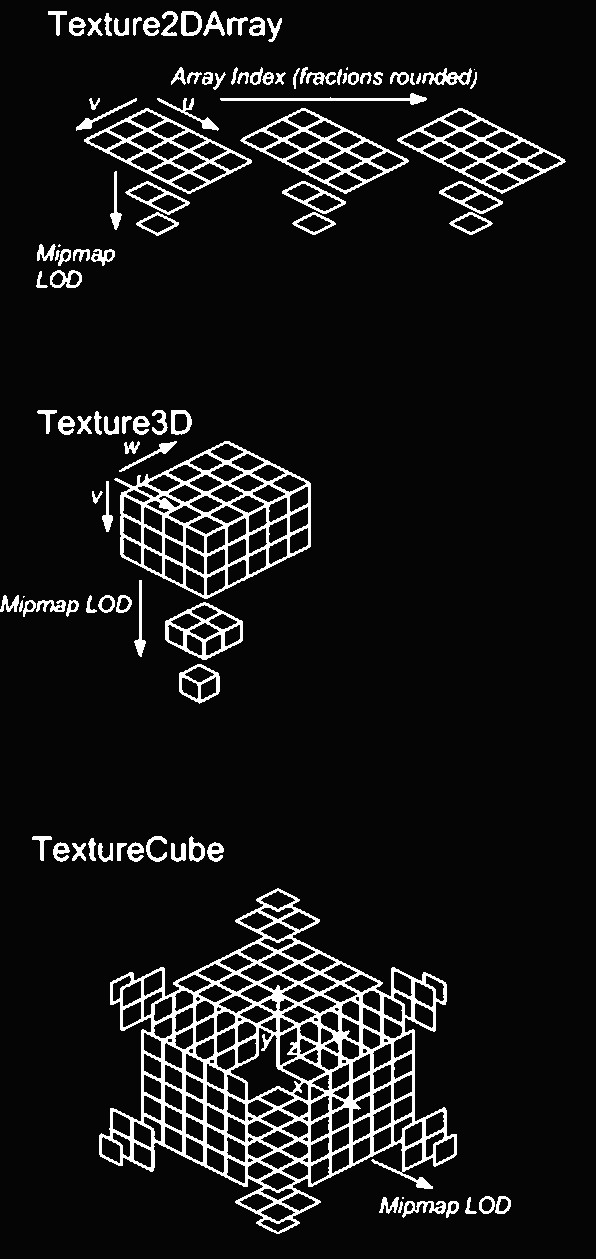 Texture2DArray
Array Index (fractions rounded)
v u
Mipmap
LOD
Texture3D
w
u
v
Mipmap LOD
TextureCube
y z
x
Mipmap LOD